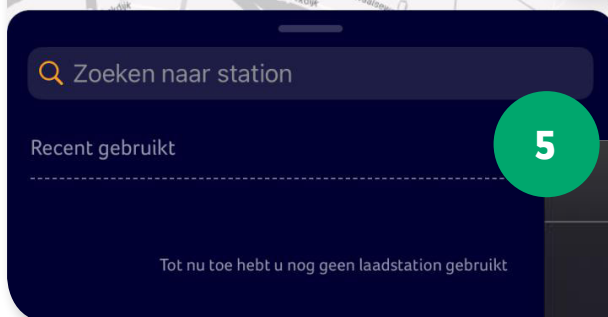 Zoeken naar station
Recent gebruikt
5
Tot nu toe hebt u nog geen laadstation gebruikt